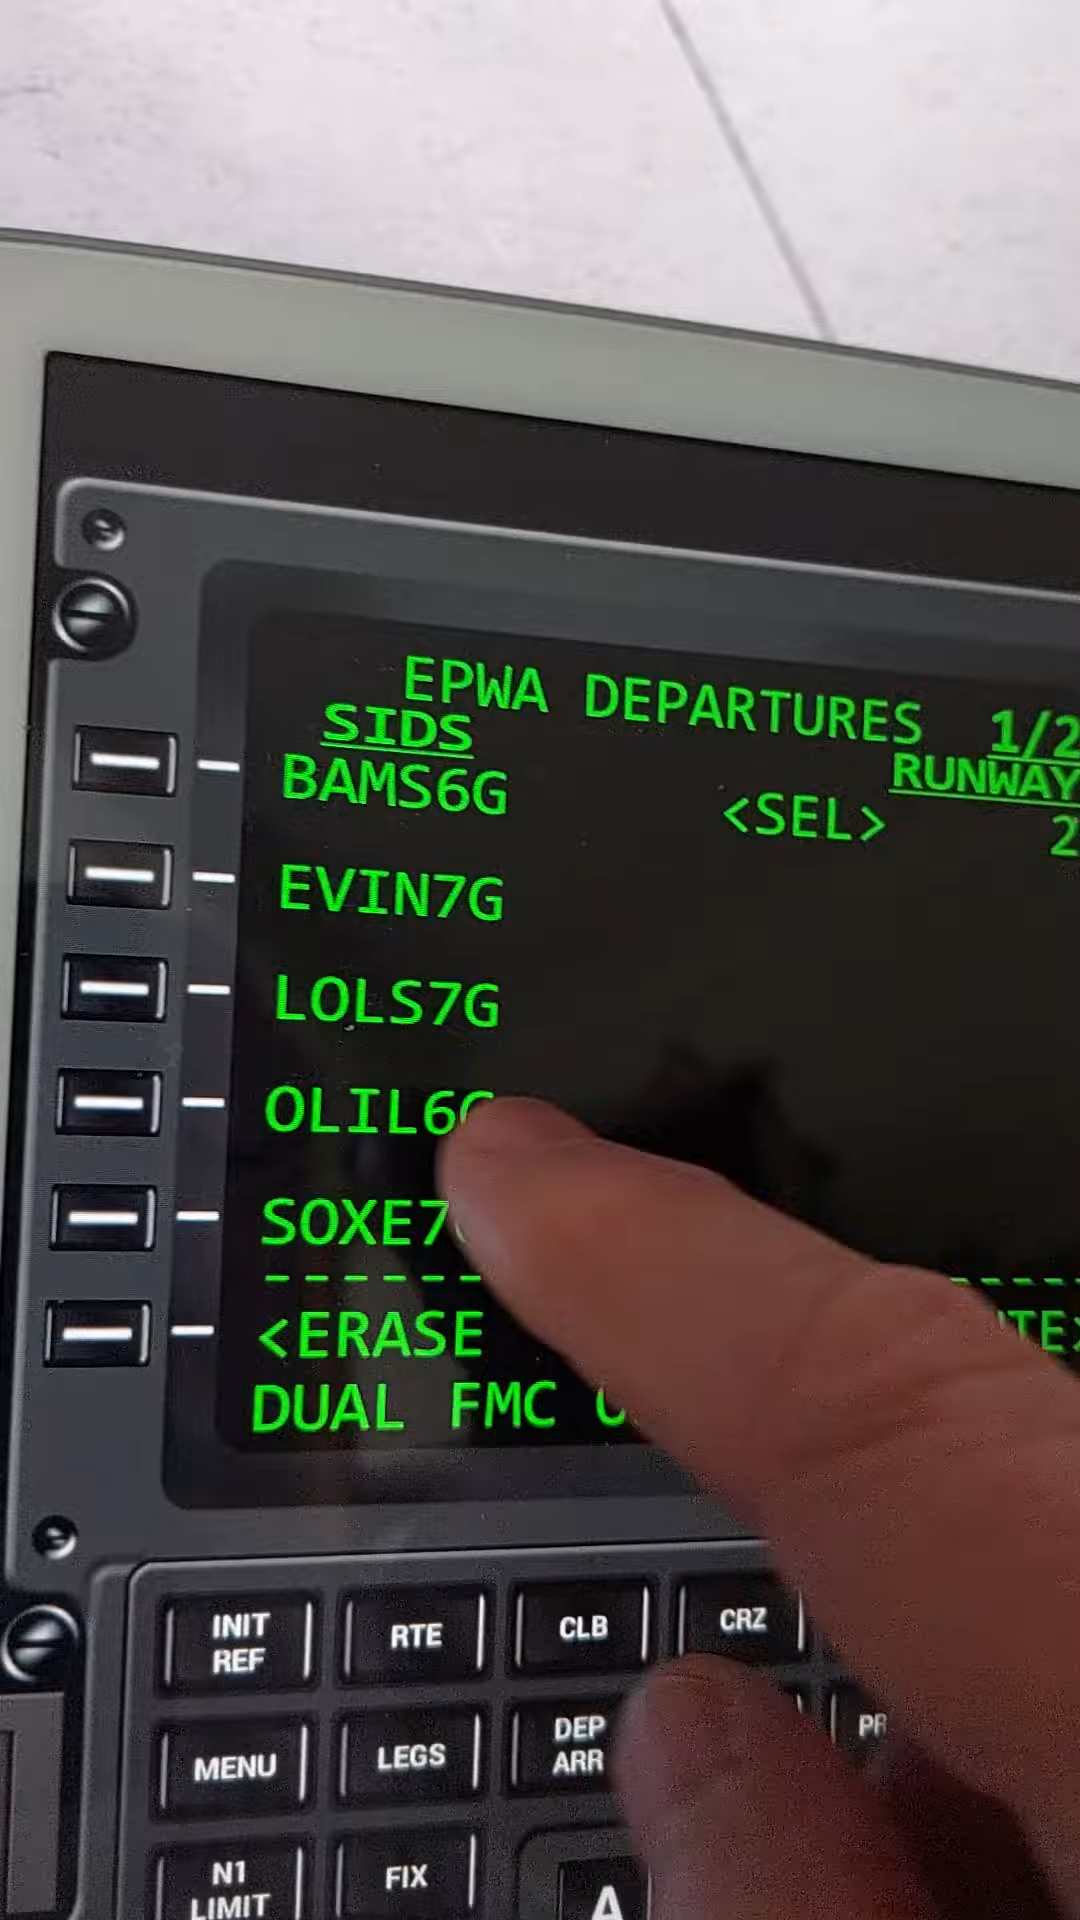 EPWA DEPARTURES 1/2
SIDS RUNWAY
BAMS6G <SEL>
EVIN7G
LOLS7G
OLIL6G
SOXE7
------
<ERASE
DUAL FMC
INIT REF
RTE
CLB
CRZ
MENU
LEGS
DEP ARR
N1 LIMIT
FIX
A